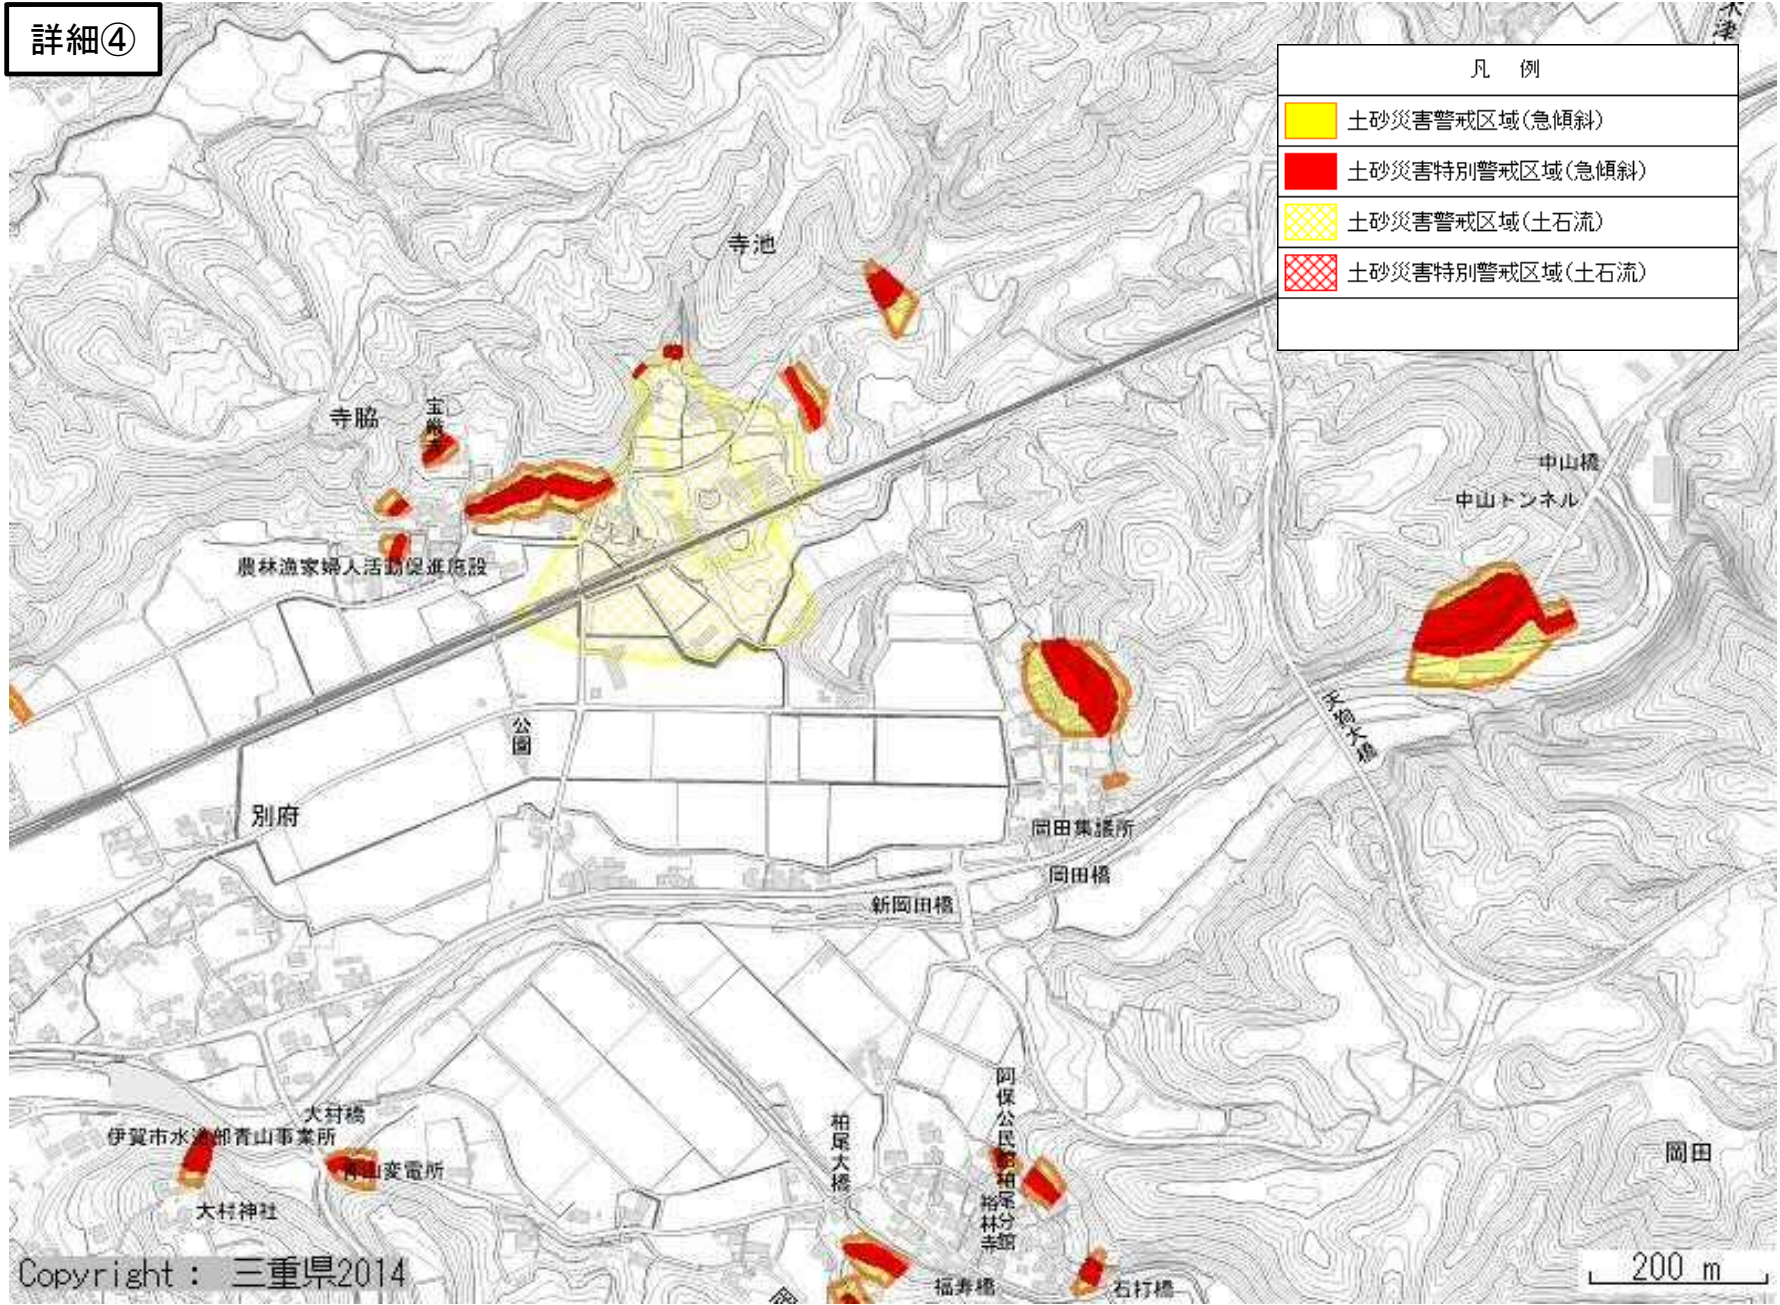 詳細④
木津
凡 例
土砂災害警戒区域(急傾斜)
土砂災害特別警戒区域(急傾斜)
土砂災害警戒区域(土石流)
土砂災害特別警戒区域(土石流)
寺池
寺脇
宝厳寺
中山橋
中山トンネル
農林漁家婦人活動促進施設
天狗大橋
公園
別府
岡田集議所
岡田橋
新岡田橋
大村橋
伊賀市水道部青山事業所
青山変電所
大村神社
柏尾大橋
阿保公民館柏尾分館
裕林寺
岡田
福寿橋
石打橋
Copyright : 三重県2014
200 m